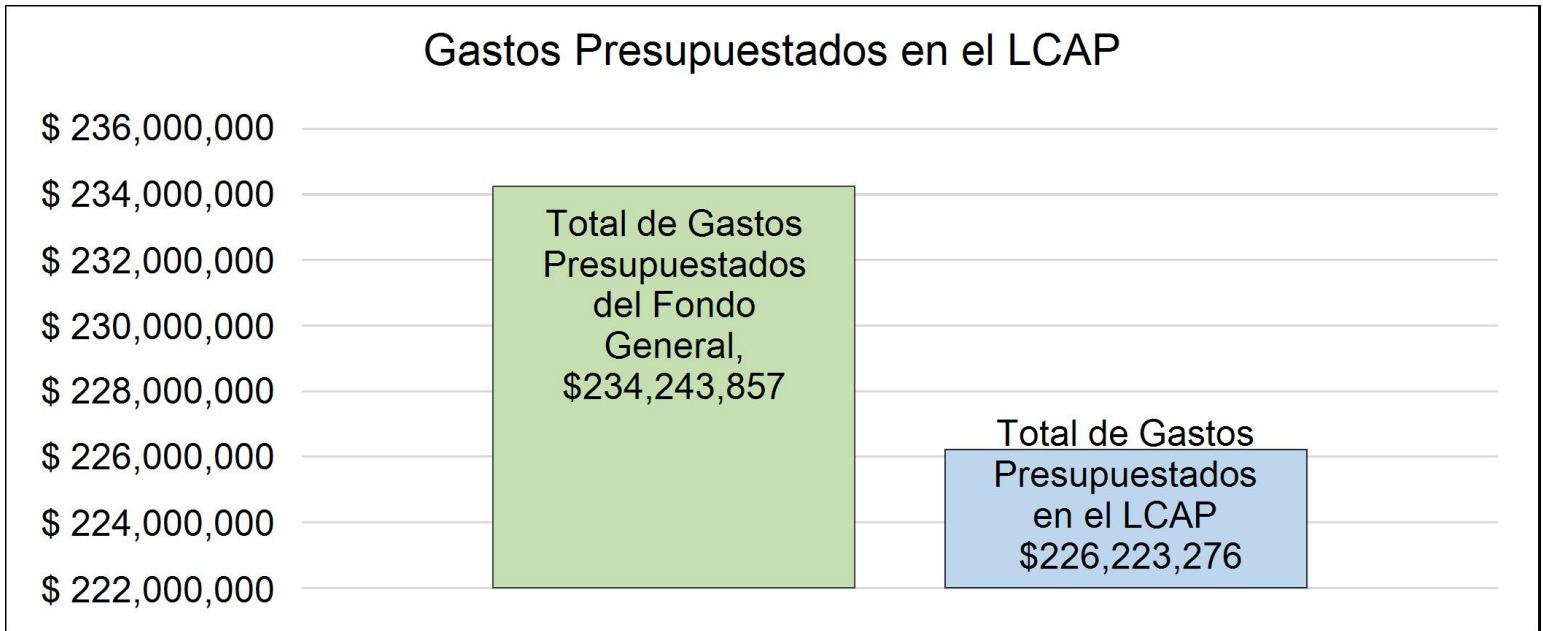 Gastos Presupuestados en el LCAP
$ 236,000,000
$ 234,000,000
$ 232,000,000
$ 230,000,000
$ 228,000,000
$ 226,000,000
$ 224,000,000
$ 222,000,000
Total de Gastos
Presupuestados
del Fondo
General,
$234,243,857
Total de Gastos
Presupuestados
en el LCAP
$226,223,276